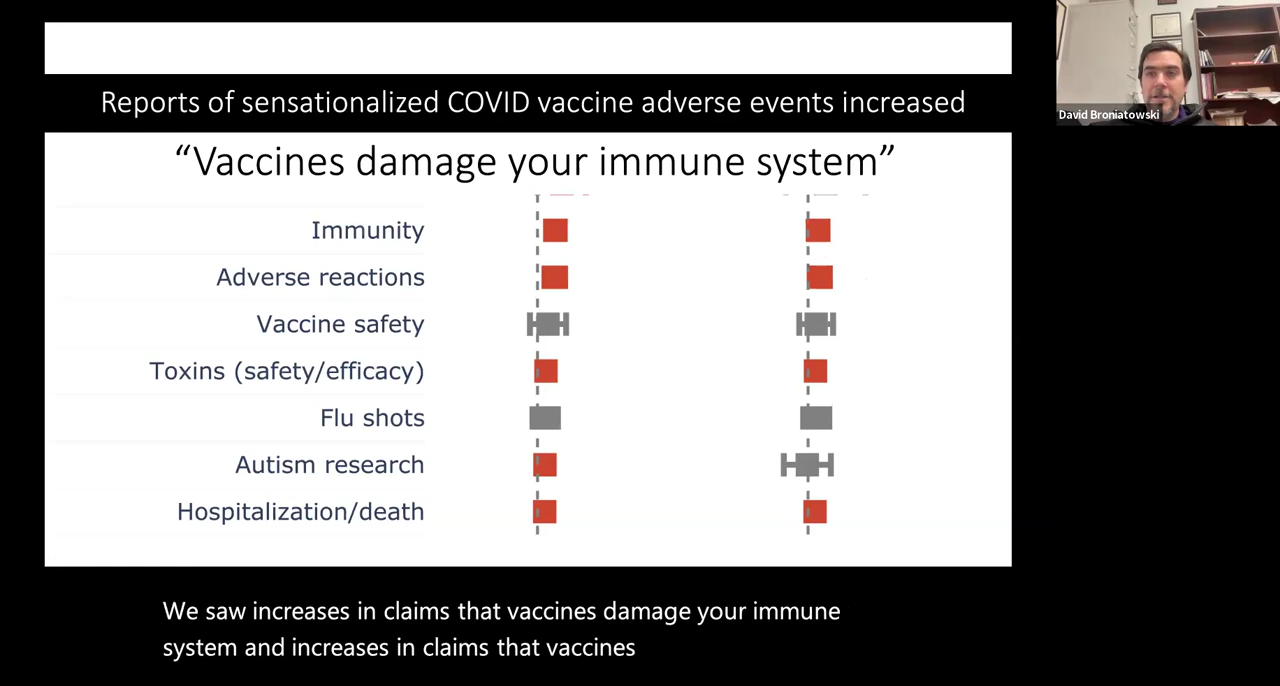 Reports of sensationalized COVID vaccine adverse events increased
David Broniatowski
“Vaccines damage your immune system”
Immunity
Adverse reactions
Vaccine safety
Toxins (safety/efficacy)
Flu shots
Autism research
Hospitalization/death
We saw increases in claims that vaccines damage your immune
system and increases in claims that vaccines